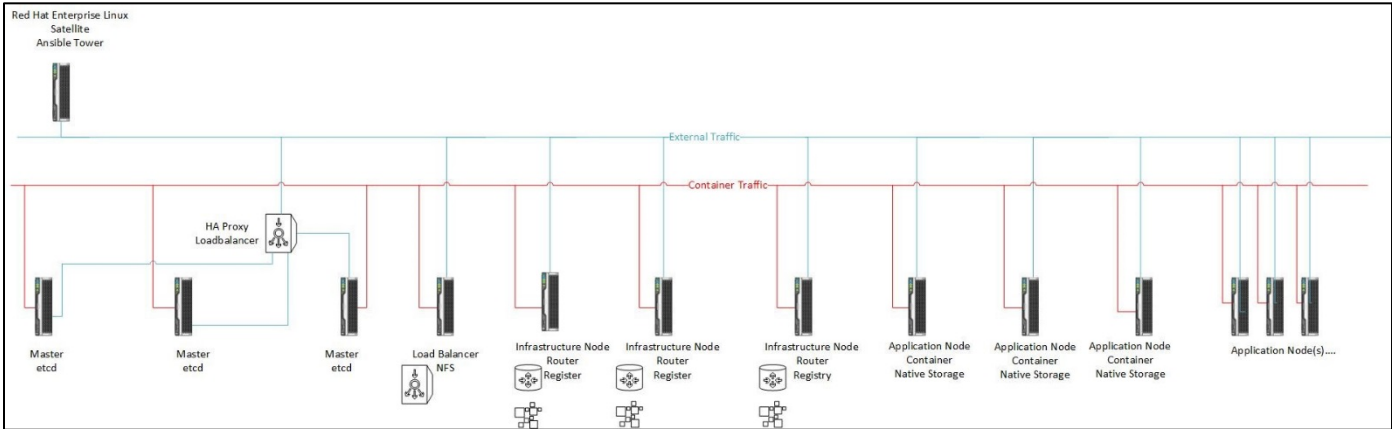 Red Hat Enterprise Linux
Satellite
Ansible Tower
External Traffic
Container Traffic
HA Proxy
Loadbalancer
Master
etcd
Master
etcd
Master
etcd
Load Balancer
NFS
Infrastructure Node
Router
Register
Infrastructure Node
Router
Register
Infrastructure Node
Router
Registry
Application Node
Container
Native Storage
Application Node
Container
Native Storage
Application Node
Container
Native Storage
Application Node(s)....